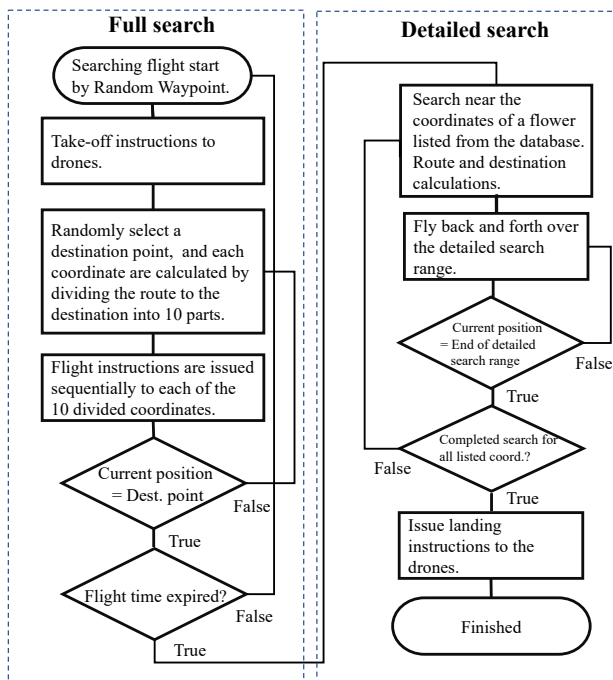 Full search
Searching flight start
by Random Waypoint.
Take-off instructions to
drones.
Randomly select a
destination point, and each
coordinate are calculated by
dividing the route to the
destination into 10 parts.
Flight instructions are issued
sequentially to each of the
10 divided coordinates.
Current position
= Dest. point
False
True
Flight time expired?
False
True
Detailed search
Search near the
coordinates of a flower
listed from the database.
Route and destination
calculations.
Fly back and forth over
the detailed search
range.
Current position
= End of detailed
search range
False
True
Completed search for
all listed coord.?
False
True
Issue landing
instructions to the
drones.
Finished